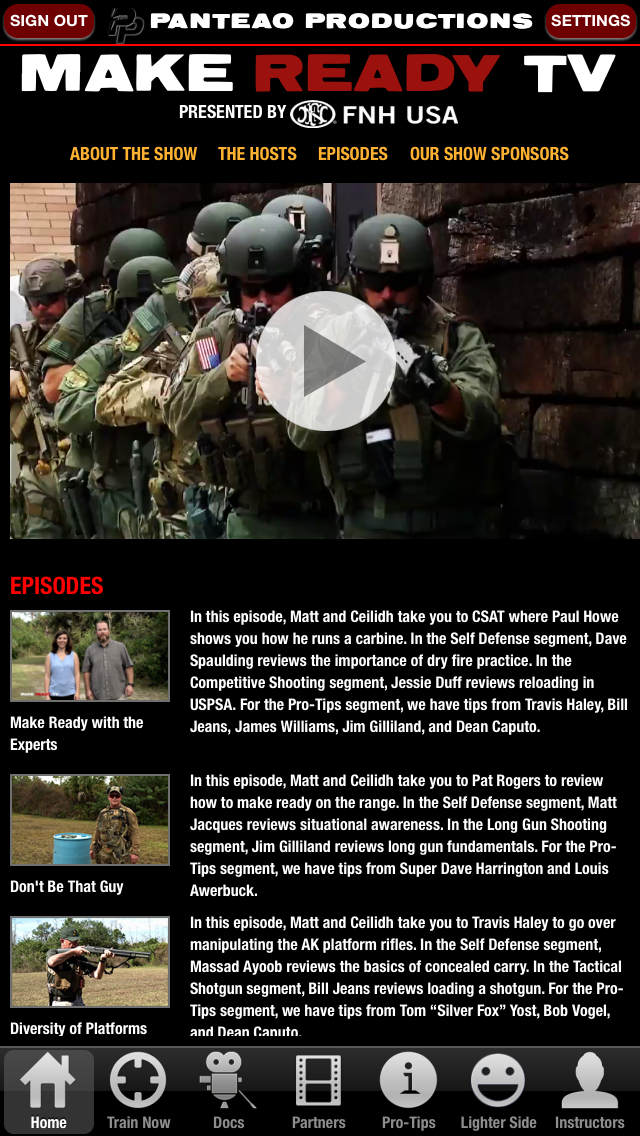 SIGN OUT
PANTEAO PRODUCTIONS
SETTINGS
MAKE READY TV
PRESENTED BY FN FNH USA
ABOUT THE SHOW THE HOSTS EPISODES OUR SHOW SPONSORS
EPISODES
Make Ready with the
Experts
In this episode, Matt and Ceilidh take you to CSAT where Paul Howe
shows you how he runs a carbine. In the Self Defense segment, Dave
Spaulding reviews the importance of dry fire practice. In the
Competitive Shooting segment, Jessie Duff reviews reloading in
USPSA. For the Pro-Tips segment, we have tips from Travis Haley, Bill
Jeans, James Williams, Jim Gilliland, and Dean Caputo.
Don't Be That Guy
In this episode, Matt and Ceilidh take you to Pat Rogers to review
how to make ready on the range. In the Self Defense segment, Matt
Jacques reviews situational awareness. In the Long Gun Shooting
segment, Jim Gilliland reviews long gun fundamentals. For the Pro-
Tips segment, we have tips from Super Dave Harrington and Louis
Awerbuck.
Diversity of Platforms
In this episode, Matt and Ceilidh take you to Travis Haley to go over
manipulating the AK platform rifles. In the Self Defense segment,
Massad Ayoob reviews the basics of concealed carry. In the Tactical
Shotgun segment, Bill Jeans reviews loading a shotgun. For the Pro-
Tips segment, we have tips from Tom “Silver Fox” Yost, Bob Vogel,
and Dean Caputo.
Home Train Now Docs Partners Pro-Tips Lighter Side Instructors